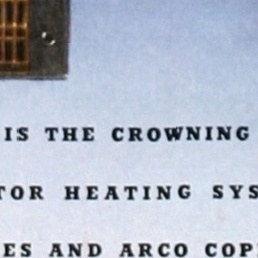 IS THE CROWNING
TOR HEATING SYS
ES AND ARCO COP